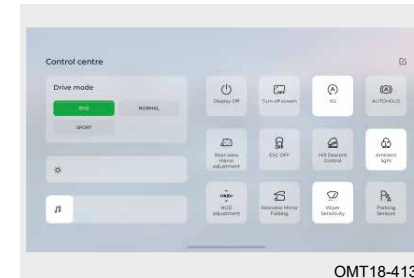 Control centre
Drive mode
ECO
NORMAL
SPORT
Display Off
Turn off screen
ISG
AUTOHOLD
Rear view
mirror
adjustment
ESC OFF
Hill Descent
Control
Ambient
light
HUD
adjustment
Rearview Mirror
Folding
Wiper
Sensitivity
Parking
Sensor
OMT18-413